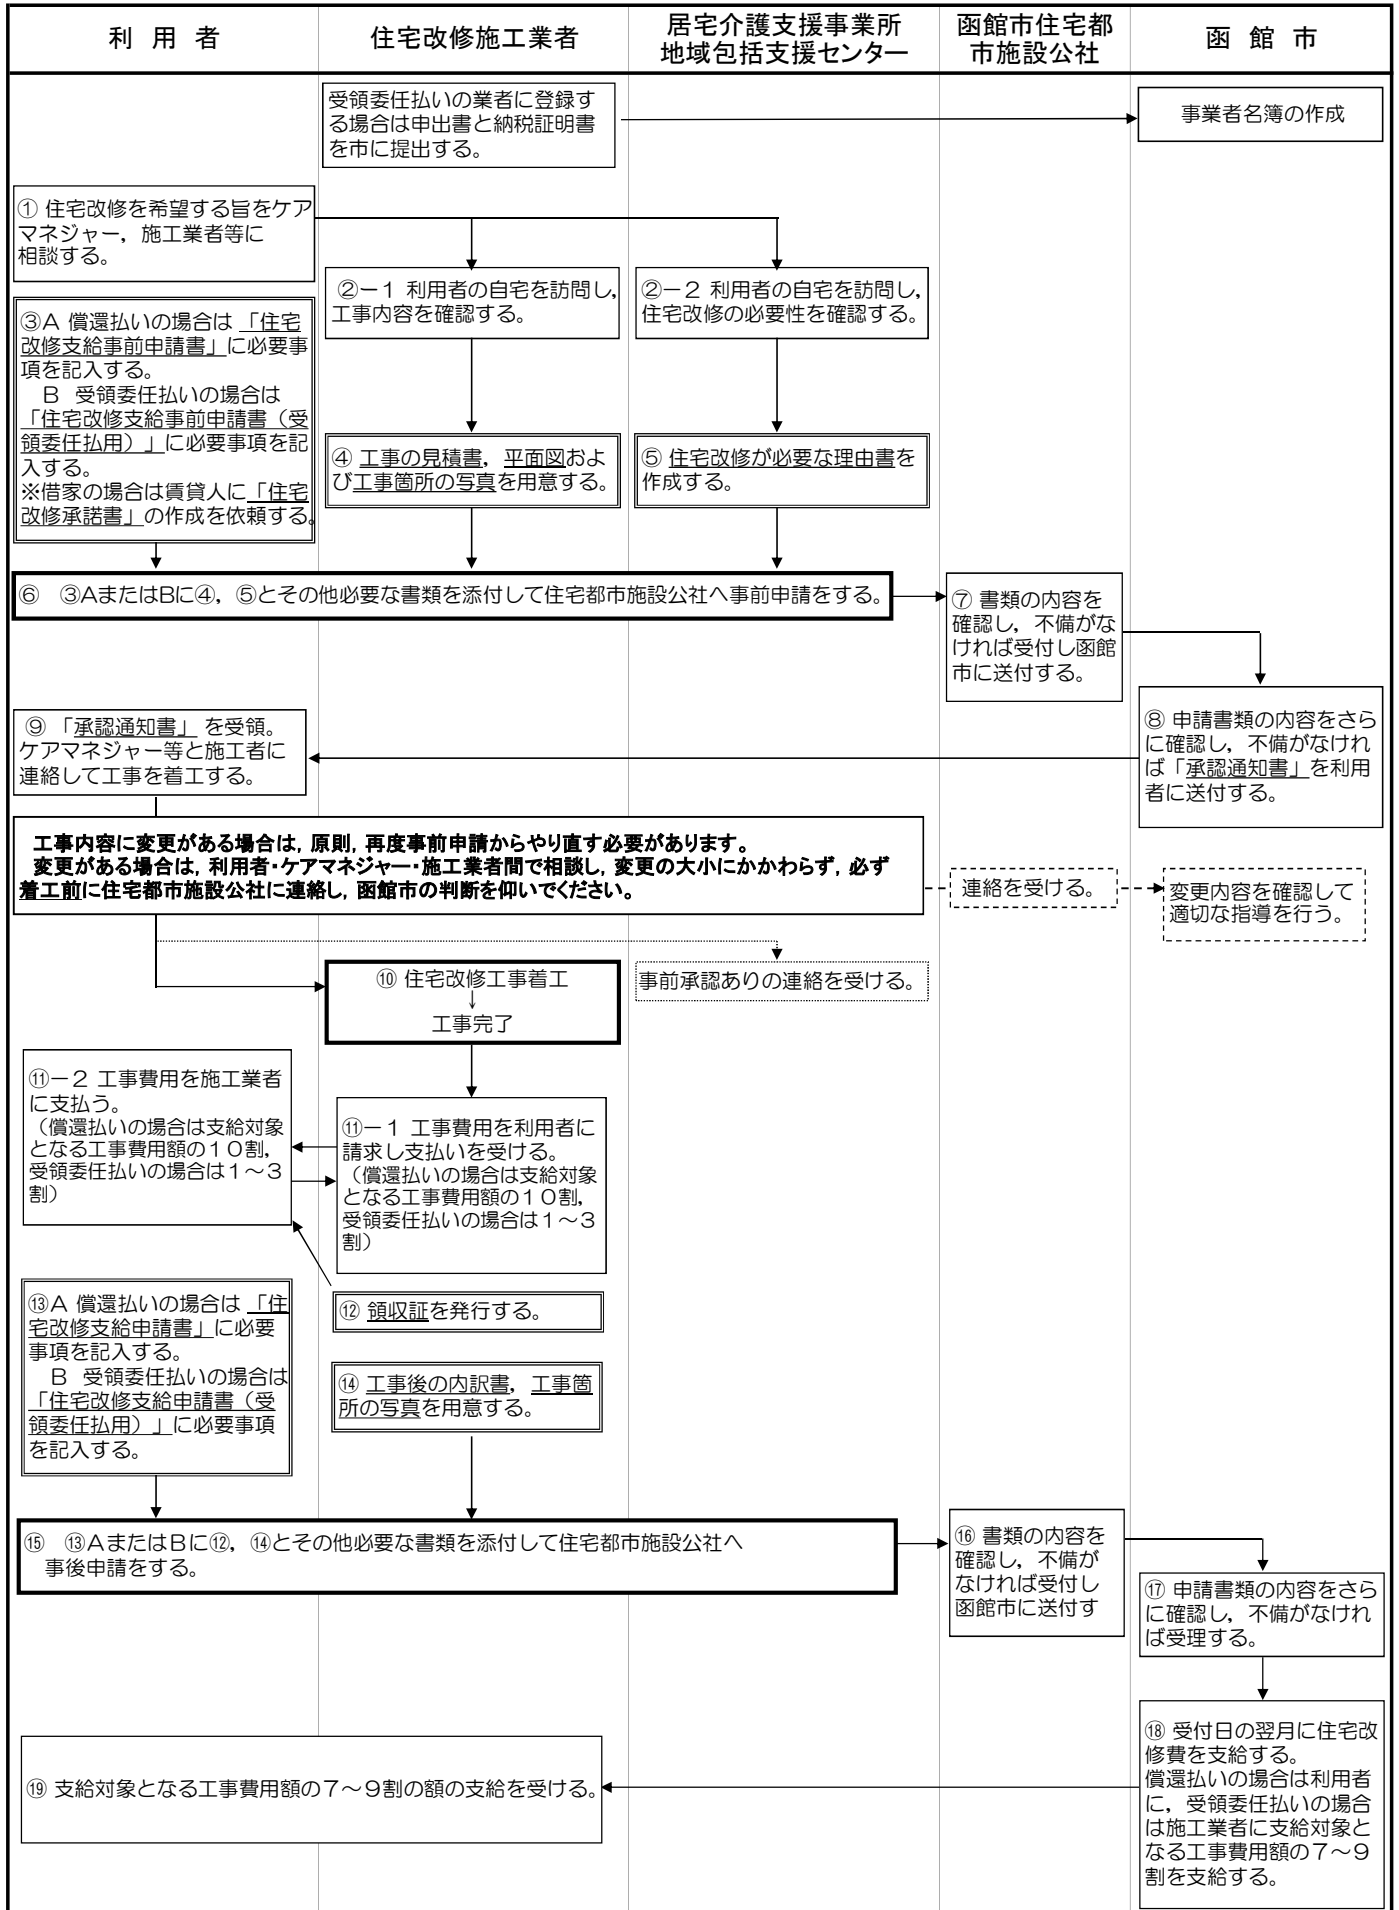 利 用 者
住宅改修施工業者
居宅介護支援事業所
地域包括支援センター
函館市住宅都
市施設公社
函 館 市
受領委任払いの業者に登録す
る場合は申出書と納税証明書
を市に提出する。
事業者名簿の作成
① 住宅改修を希望する旨をケア
マネジャー，施工業者等に
相談する。
②－１ 利用者の自宅を訪問し，
工事内容を確認する。
②－２ 利用者の自宅を訪問し，
住宅改修の必要性を確認する。
③Ａ 償還払いの場合は 「住宅
改修支給事前申請書」に必要事
項を記入する。
Ｂ 受領委任払いの場合は
「住宅改修支給事前申請書（受
領委任払用）」に必要事項を記
入する。
※借家の場合は賃貸人に「住宅
改修承諾書」の作成を依頼する。
④ 工事の見積書，平面図およ
び工事箇所の写真を用意する。
⑤ 住宅改修が必要な理由書を
作成する。
⑥ ③ＡまたはＢに④，⑤とその他必要な書類を添付して住宅都市施設公社へ事前申請をする。
⑦ 書類の内容を
確認し，不備がな
ければ受付し函館
市に送付する。
⑧ 申請書類の内容をさら
に確認し，不備がなけれ
ば「承認通知書」を利用
者に送付する。
⑨ 「承認通知書」 を受領。
ケアマネジャー等と施工者に
連絡して工事を着工する。
工事内容に変更がある場合は，原則，再度事前申請からやり直す必要があります。
変更がある場合は，利用者・ケアマネジャー・施工業者間で相談し，変更の大小にかかわらず，必ず
着工前に住宅都市施設公社に連絡し，函館市の判断を仰いでください。
連絡を受ける。
変更内容を確認して
適切な指導を行う。
⑩ 住宅改修工事着工
↓
工事完了
事前承認ありの連絡を受ける。
⑪－２ 工事費用を施工業者
に支払う。
（償還払いの場合は支給対象
となる工事費用額の１０割，
受領委任払いの場合は１～３
割）
⑪－１ 工事費用を利用者に
請求し支払いを受ける。
（償還払いの場合は支給対象
となる工事費用額の１０割，
受領委任払いの場合は１～３
割）
⑫ 領収証を発行する。
⑬Ａ 償還払いの場合は 「住
宅改修支給申請書」に必要
事項を記入する。
Ｂ 受領委任払いの場合は
「住宅改修支給申請書（受
領委任払用）」に必要事項
を記入する。
⑭ 工事後の内訳書，工事箇
所の写真を用意する。
⑮ ⑬ＡまたはＢに⑫，⑭とその他必要な書類を添付して住宅都市施設公社へ
事後申請をする。
⑯ 書類の内容を
確認し，不備が
なければ受付し
函館市に送付す
⑰ 申請書類の内容をさら
に確認し，不備がなけれ
ば受理する。
⑱ 受付日の翌月に住宅改
修費を支給する。
償還払いの場合は利用者
に，受領委任払いの場合
は施工業者に支給対象と
なる工事費用額の７～９
割を支給する。
⑲ 支給対象となる工事費用額の７～９割の額の支給を受ける。